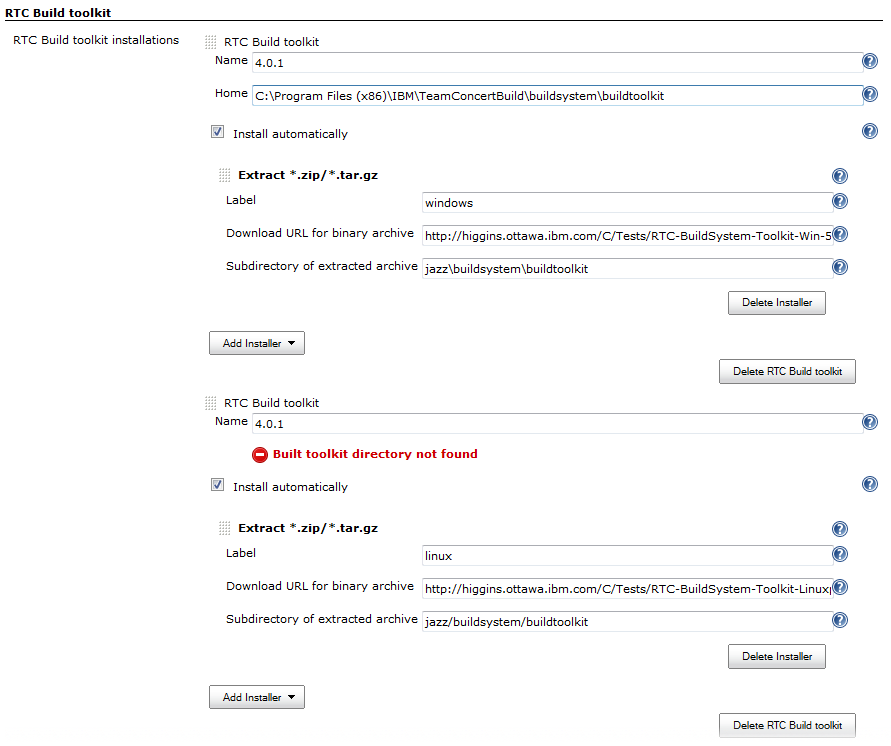 RTC Build toolkit
RTC Build toolkit installations
RTC Build toolkit
Name 4.0.1
Home C:\Program Files (x86)\IBM\TeamConcertBuild\buildsystem\buildtoolkit
Install automatically
Extract *.zip/*.tar.gz
Label windows
Download URL for binary archive http://higgins.ottawa.ibm.com/C/Tests/RTC-BuildSystem-Toolkit-Win-5
Subdirectory of extracted archive jazz\buildsystem\buildtoolkit
Delete Installer
Add Installer
Delete RTC Build toolkit
RTC Build toolkit
Name 4.0.1
Built toolkit directory not found
Install automatically
Extract *.zip/*.tar.gz
Label linux
Download URL for binary archive http://higgins.ottawa.ibm.com/C/Tests/RTC-BuildSystem-Toolkit-Linux
Subdirectory of extracted archive jazz/buildsystem/buildtoolkit
Delete Installer
Add Installer
Delete RTC Build toolkit